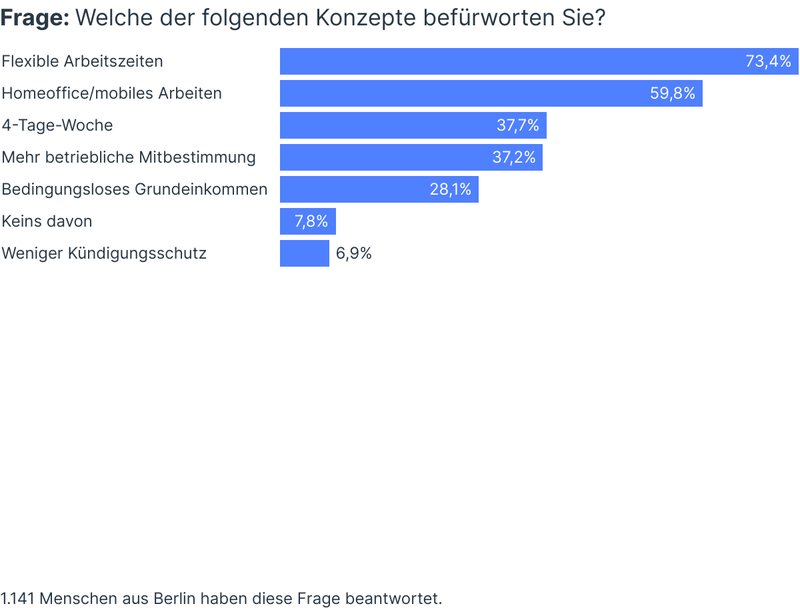 Frage: Welche der folgenden Konzepte befürworten Sie?
Flexible Arbeitszeiten 73,4%
Homeoffice/mobiles Arbeiten 59,8%
4-Tage-Woche 37,7%
Mehr betriebliche Mitbestimmung 37,2%
Bedingungsloses Grundeinkommen 28,1%
Keins davon 7,8%
Weniger Kündigungsschutz 6,9%
1.141 Menschen aus Berlin haben diese Frage beantwortet.